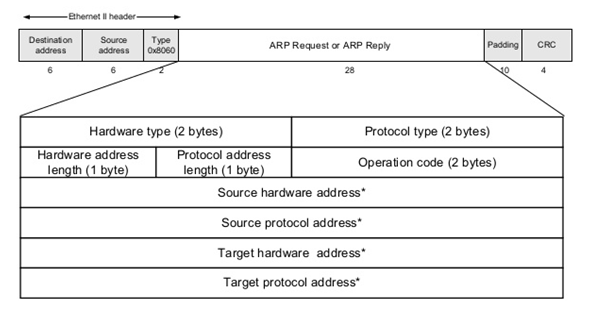 Ethernet II header
Destination
address
Source
address
Type
0x8060
ARP Request or ARP Reply
Padding
CRC
6
6
2
28
10
4
Hardware type (2 bytes)
Protocol type (2 bytes)
Hardware address
length (1 byte)
Protocol address
length (1 byte)
Operation code (2 bytes)
Source hardware address*
Source protocol address*
Target hardware address*
Target protocol address*